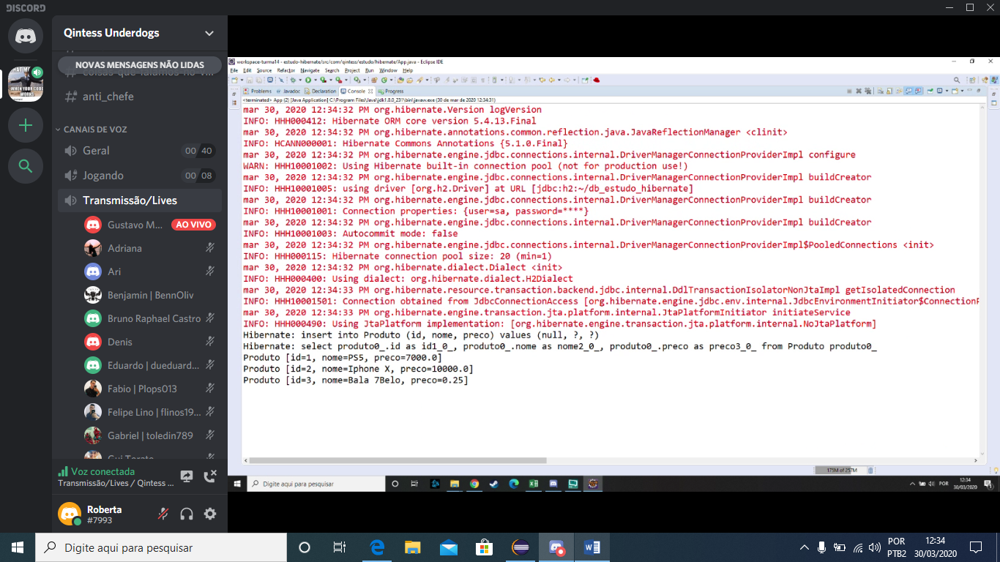 DISCORD
Qintess Underdogs
NOVAS MENSAGENS NÃO LIDAS
anti_chefe
CANAIS DE VOZ
Geral 00 40
Jogando 00 08
Transmissão/Lives
Gustavo M... AO VIVO
Adriana
Ari
Benjamin | BennOliv
Bruno Raphael Castro
Denis
Eduardo | dueduard...
Fabio | Plops013
Felipe Lino | flinos19...
Gabriel | toledin789
Voz conectada
Transmissão/Lives / Qintess ...
Roberta
#7993
workspace-turma14 - estudo-hibernate/src/com/qintess/estudo/hibernate/App.java - Eclipse IDE
File Edit Source Refactor Navigate Search Project Run Window Help
Problems Javadoc Declaration Console Progress
<terminated> App (2) [Java Application] C:\Program Files\Java\jdk1.8.0_231\bin\javaw.exe (30 de mar de 2020 12:34:31)
mar 30, 2020 12:34:32 PM org.hibernate.Version logVersion
INFO: HHH000412: Hibernate ORM core version 5.4.13.Final
mar 30, 2020 12:34:32 PM org.hibernate.annotations.common.reflection.java.JavaReflectionManager <clinit>
INFO: HCANN000001: Hibernate Commons Annotations {5.1.0.Final}
mar 30, 2020 12:34:32 PM org.hibernate.engine.jdbc.connections.internal.DriverManagerConnectionProviderImpl configure
WARN: HHH10001002: Using Hibernate built-in connection pool (not for production use!)
mar 30, 2020 12:34:32 PM org.hibernate.engine.jdbc.connections.internal.DriverManagerConnectionProviderImpl buildCreator
INFO: HHH10001005: using driver [org.h2.Driver] at URL [jdbc:h2:~/db_estudo_hibernate]
mar 30, 2020 12:34:32 PM org.hibernate.engine.jdbc.connections.internal.DriverManagerConnectionProviderImpl buildCreator
INFO: HHH10001001: Connection properties: {user=sa, password=****}
mar 30, 2020 12:34:32 PM org.hibernate.engine.jdbc.connections.internal.DriverManagerConnectionProviderImpl buildCreator
INFO: HHH10001003: Autocommit mode: false
mar 30, 2020 12:34:32 PM org.hibernate.engine.jdbc.connections.internal.DriverManagerConnectionProviderImpl$PooledConnections <init>
INFO: HHH000115: Hibernate connection pool size: 20 (min=1)
mar 30, 2020 12:34:32 PM org.hibernate.dialect.Dialect <init>
INFO: HHH000400: Using dialect: org.hibernate.dialect.H2Dialect
mar 30, 2020 12:34:33 PM org.hibernate.resource.transaction.backend.jdbc.internal.DdlTransactionIsolatorNonJtaImpl getIsolatedConnection
INFO: HHH10001501: Connection obtained from JdbcConnectionAccess [org.hibernate.engine.jdbc.env.internal.JdbcEnvironmentInitiator$ConnectionP
mar 30, 2020 12:34:33 PM org.hibernate.engine.transaction.jta.platform.internal.JtaPlatformInitiator initiateService
INFO: HHH000490: Using JtaPlatform implementation: [org.hibernate.engine.transaction.jta.platform.internal.NoJtaPlatform]
Hibernate: insert into Produto (id, nome, preco) values (null, ?, ?)
Hibernate: select produto0_.id as id1_0_, produto0_.nome as nome2_0_, produto0_.preco as preco3_0_ from Produto produto0_
Produto [id=1, nome=PS5, preco=7000.0]
Produto [id=2, nome=Iphone X, preco=10000.0]
Produto [id=3, nome=Bala 7Belo, preco=0.25]
175M of 257M
Digite aqui para pesquisar
POR
12:34
30/03/2020
Digite aqui para pesquisar
POR
PTB2
12:34
30/03/2020